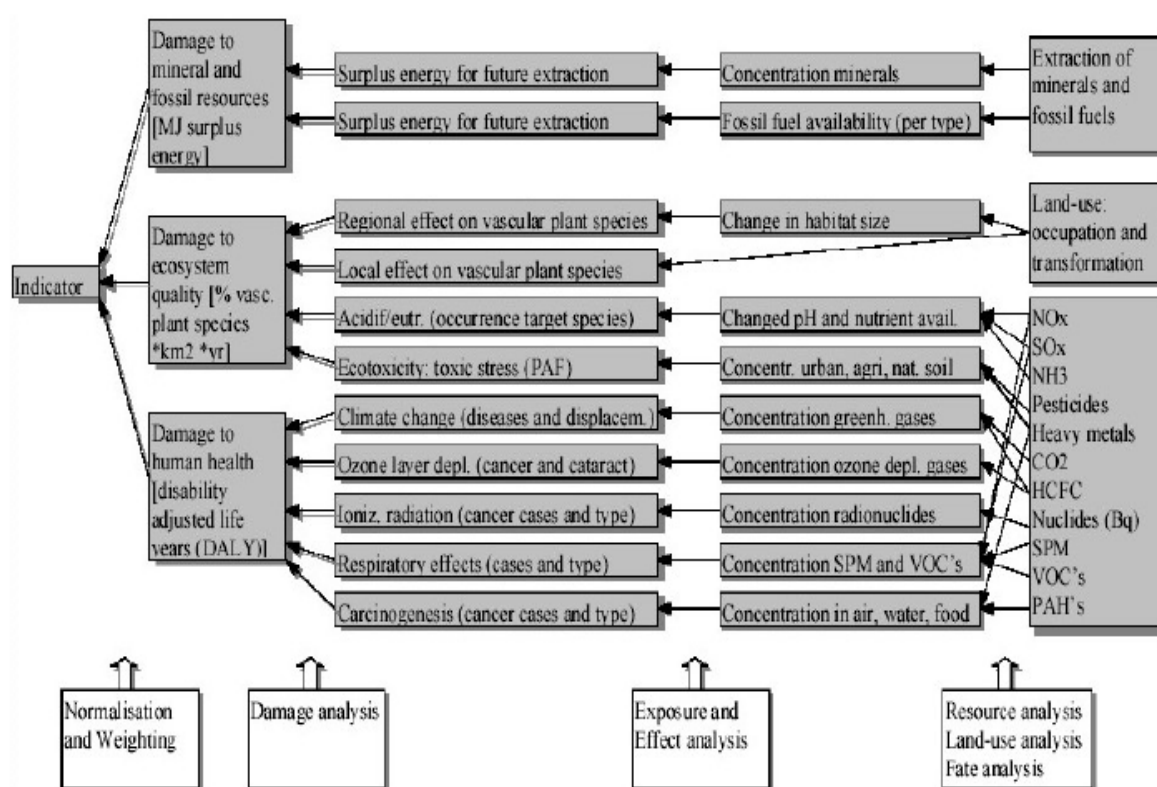 Damage to
mineral and
fossil resources
[MJ surplus
energy]
Surplus energy for future extraction
Concentration minerals
Extraction of
minerals and
fossil fuels
Surplus energy for future extraction
Fossil fuel availability (per type)
Indicator
Damage to
ecosystem
quality [% vasc.
plant species
*km2 *yr]
Regional effect on vascular plant species
Change in habitat size
Land-use:
occupation and
transformation
Local effect on vascular plant species
Acidif/eutr. (occurrence target species)
Changed pH and nutrient avail.
Ecotoxicity: toxic stress (PAF)
Concentr. urban, agri, nat. soil
NOx
SOx
NH3
Pesticides
Heavy metals
CO2
HCFC
Nuclides (Bq)
SPM
VOC's
PAH's
Damage to
human health
[disability
adjusted life
years (DALY)]
Climate change (diseases and displacem.)
Concentration greenh. gases
Ozone layer depl. (cancer and cataract)
Concentration ozone depl. gases
Ioniz. radiation (cancer cases and type)
Concentration radionuclides
Respiratory effects (cases and type)
Concentration SPM and VOC's
Carcinogenesis (cancer cases and type)
Concentration in air, water, food
Normalisation
and Weighting
Damage analysis
Exposure and
Effect analysis
Resource analysis
Land-use analysis
Fate analysis